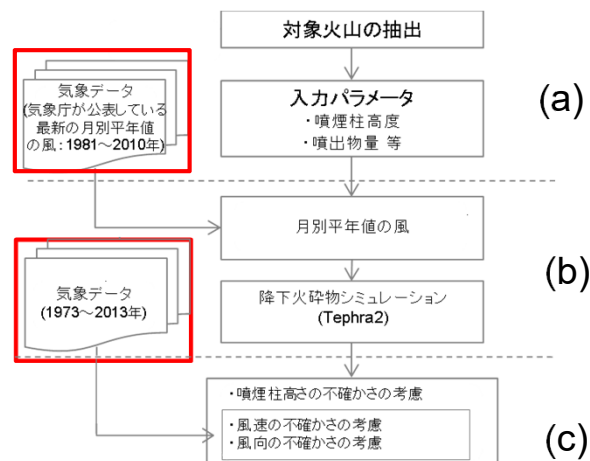 対象火山の抽出
気象データ
(気象庁が公表している
最新の月別平年値
の風：1981～2010年)
入力パラメータ
・噴煙柱高度
・噴出物量 等
(a)
月別平年値の風
気象データ
(1973～2013年)
降下火砕物シミュレーション
(Tephra2)
(b)
・噴煙柱高さの不確かさの考慮
・風速の不確かさの考慮
・風向の不確かさの考慮
(c)